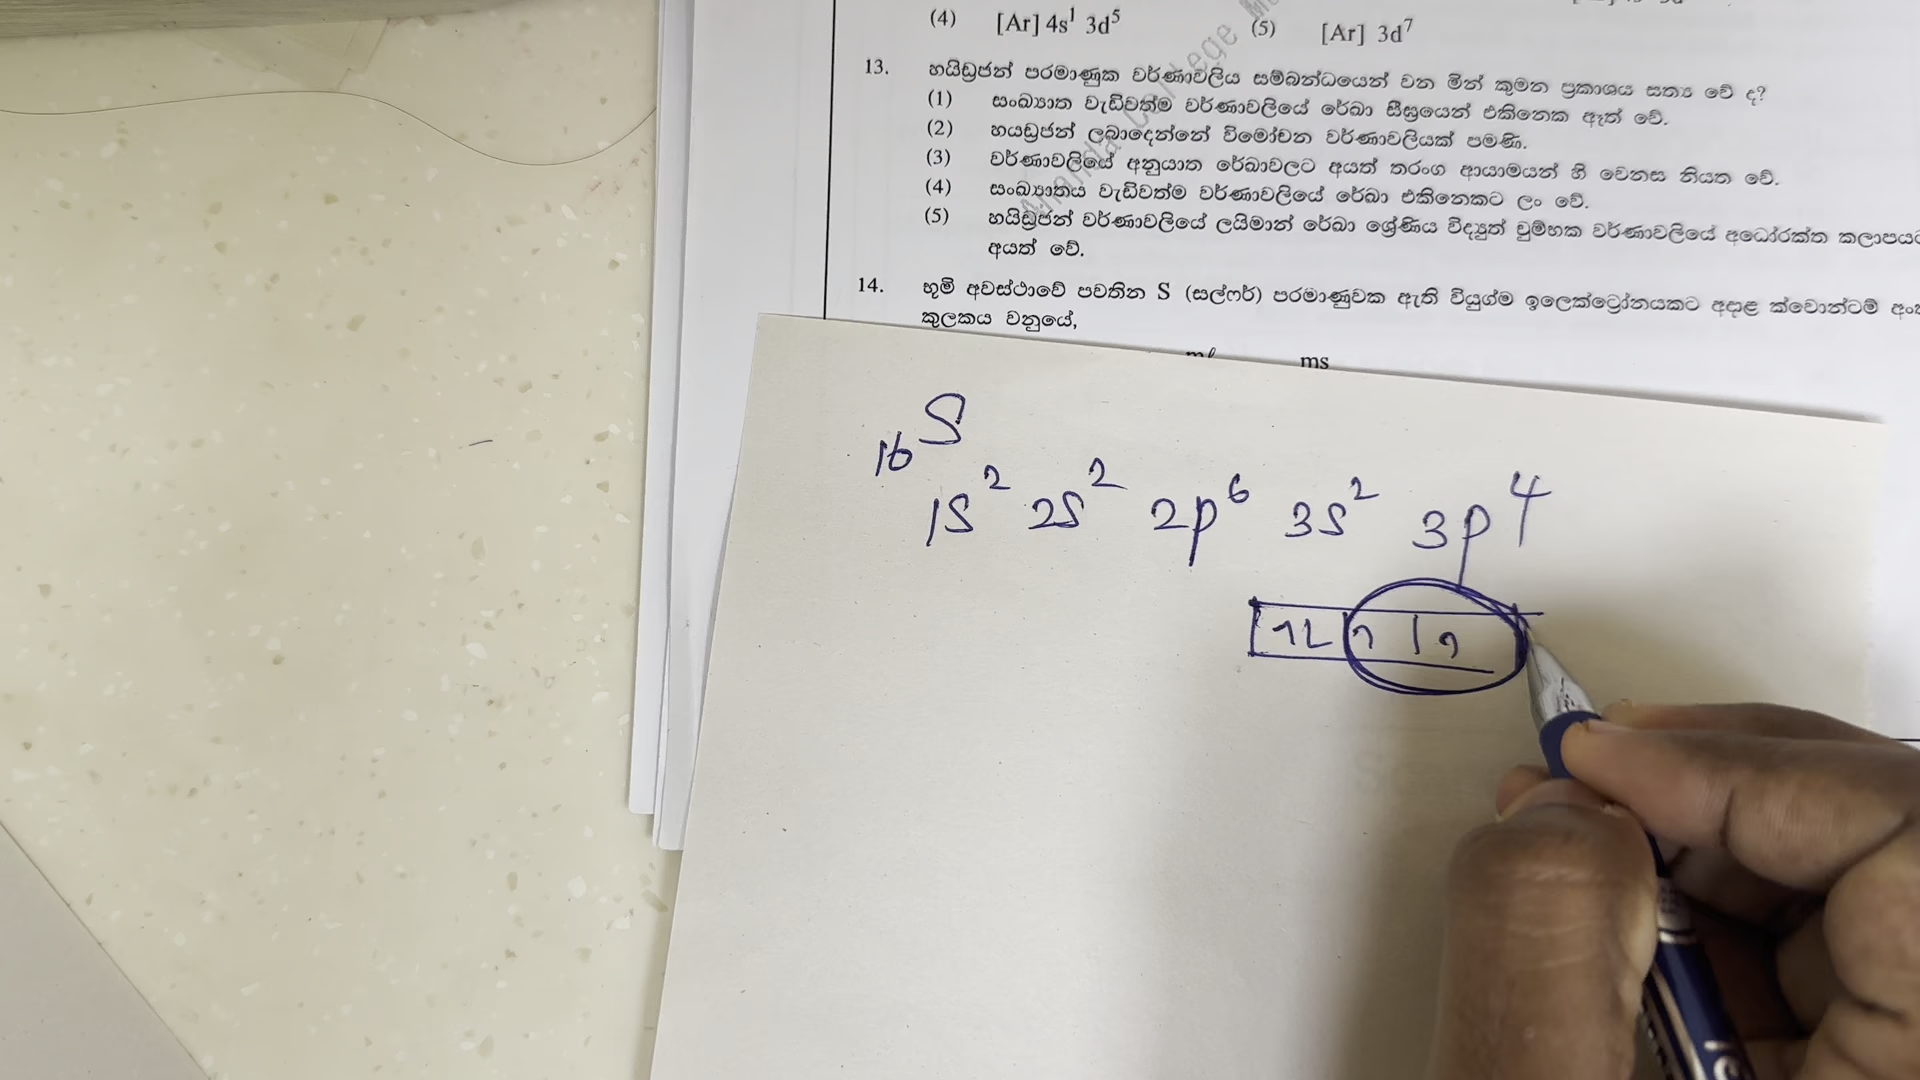 (4) [Ar] 4s¹ 3d⁵ (5) [Ar] 3d⁷
13. හයිඩ්‍රජන් පරමාණුක වර්ණාවලිය සම්බන්ධයෙන් වන මින් කුමන ප්‍රකාශය සත්‍ය වේ ද?
(1) සංඛ්‍යාත වැඩිවත්ම වර්ණාවලියේ රේඛා සීඝ්‍රයෙන් එකිනෙක ඈත් වේ.
(2) හයඩ්‍රජන් ලබාදෙන්නේ විමෝචන වර්ණාවලියක් පමණි.
(3) වර්ණාවලියේ අනුයාත රේඛාවලට අයත් තරංග ආයාමයන් හි වෙනස නියත වේ.
(4) සංඛ්‍යාතය වැඩිවත්ම වර්ණාවලියේ රේඛා එකිනෙකට ලං වේ.
(5) හයිඩ්‍රජන් වර්ණාවලියේ ලයිමාන් රේඛා ශ්‍රේණිය විද්‍යුත් චුම්භක වර්ණාවලියේ අධෝරක්ත
අයත් වේ.
14. භූමි අවස්ථාවේ පවතින S (සල්ෆර්) පරමාණුවක ඇති වියුග්ම ඉලෙක්ට්‍රෝනයකට අදාළ ක්වොන්ටම්
කුලකය වනුයේ,
ms
₁₆S
1s² 2s² 2p⁶ 3s² 3p⁴